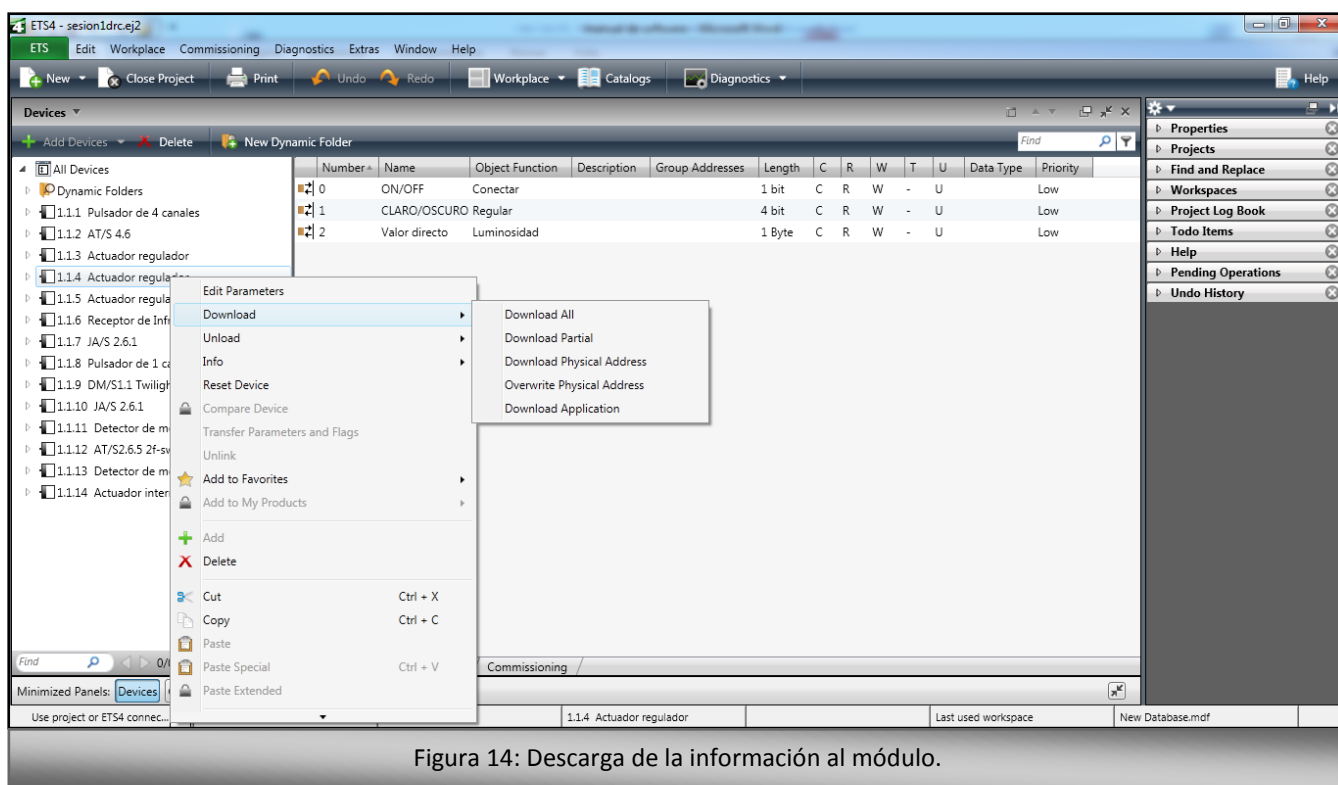 ETS4 - sesion1drc.ej2
ETS Edit Workplace Commissioning Diagnostics Extras Window Help
New Close Project Print Undo Redo Workplace Catalogs Diagnostics Help
Devices
Add Devices Delete New Dynamic Folder Find
All Devices
Dynamic Folders
1.1.1 Pulsador de 4 canales
1.1.2 AT/S 4.6
1.1.3 Actuador regulador
1.1.4 Actuador regulador
1.1.5 Actuador regula
1.1.6 Receptor de Infr
1.1.7 JA/S 2.6.1
1.1.8 Pulsador de 1 ca
1.1.9 DM/S1.1 Twiligh
1.1.10 JA/S 2.6.1
1.1.11 Detector de m
1.1.12 AT/S2.6.5 2f-sw
1.1.13 Detector de m
1.1.14 Actuador inter
Number Name Object Function Description Group Addresses Length C R W T U Data Type Priority
0 ON/OFF Conectar 1 bit C R W - U Low
1 CLARO/OSCURO Regular 4 bit C R W - U Low
2 Valor directo Luminosidad 1 Byte C R W - U Low
Edit Parameters
Download
Unload
Info
Reset Device
Compare Device
Transfer Parameters and Flags
Unlink
Add to Favorites
Add to My Products
Add
Delete
Cut Ctrl + X
Copy Ctrl + C
Paste
Paste Special Ctrl + V
Paste Extended
Download All
Download Partial
Download Physical Address
Overwrite Physical Address
Download Application
Properties
Projects
Find and Replace
Workspaces
Project Log Book
Todo Items
Help
Pending Operations
Undo History
Find 0/ Commissioning
Minimized Panels: Devices
Use project or ETS4 connec... 1.1.4 Actuador regulador Last used workspace New Database.mdf
Figura 14: Descarga de la información al módulo.